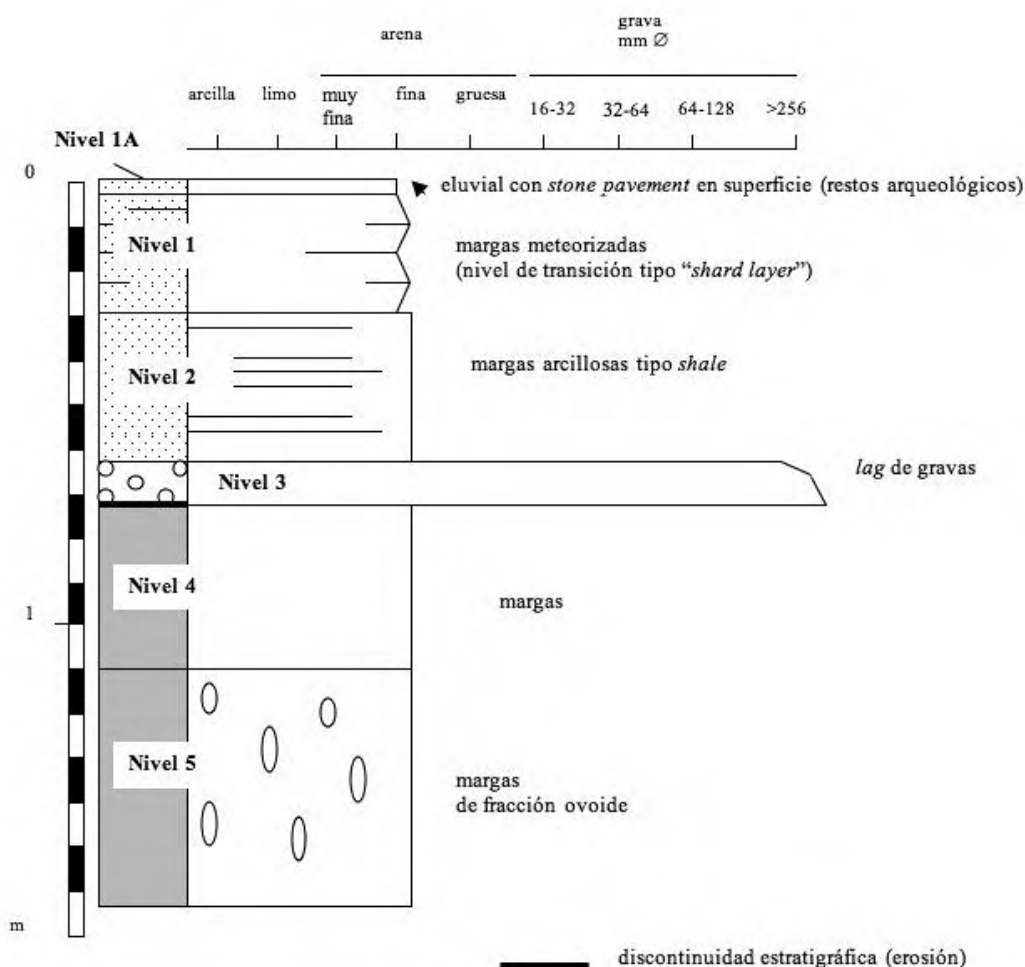 arena
grava
mm Ø
arcilla
limo
muy
fina
fina
gruesa
16-32
32-64
64-128
>256
Nivel 1A
0
eluvial con stone pavement en superficie (restos arqueológicos)
Nivel 1
margas meteorizadas
(nivel de transición tipo “shard layer”)
Nivel 2
margas arcillosas tipo shale
Nivel 3
lag de gravas
Nivel 4
1
margas
Nivel 5
margas
de fracción ovoide
m
discontinuidad estratigráfica (erosión)